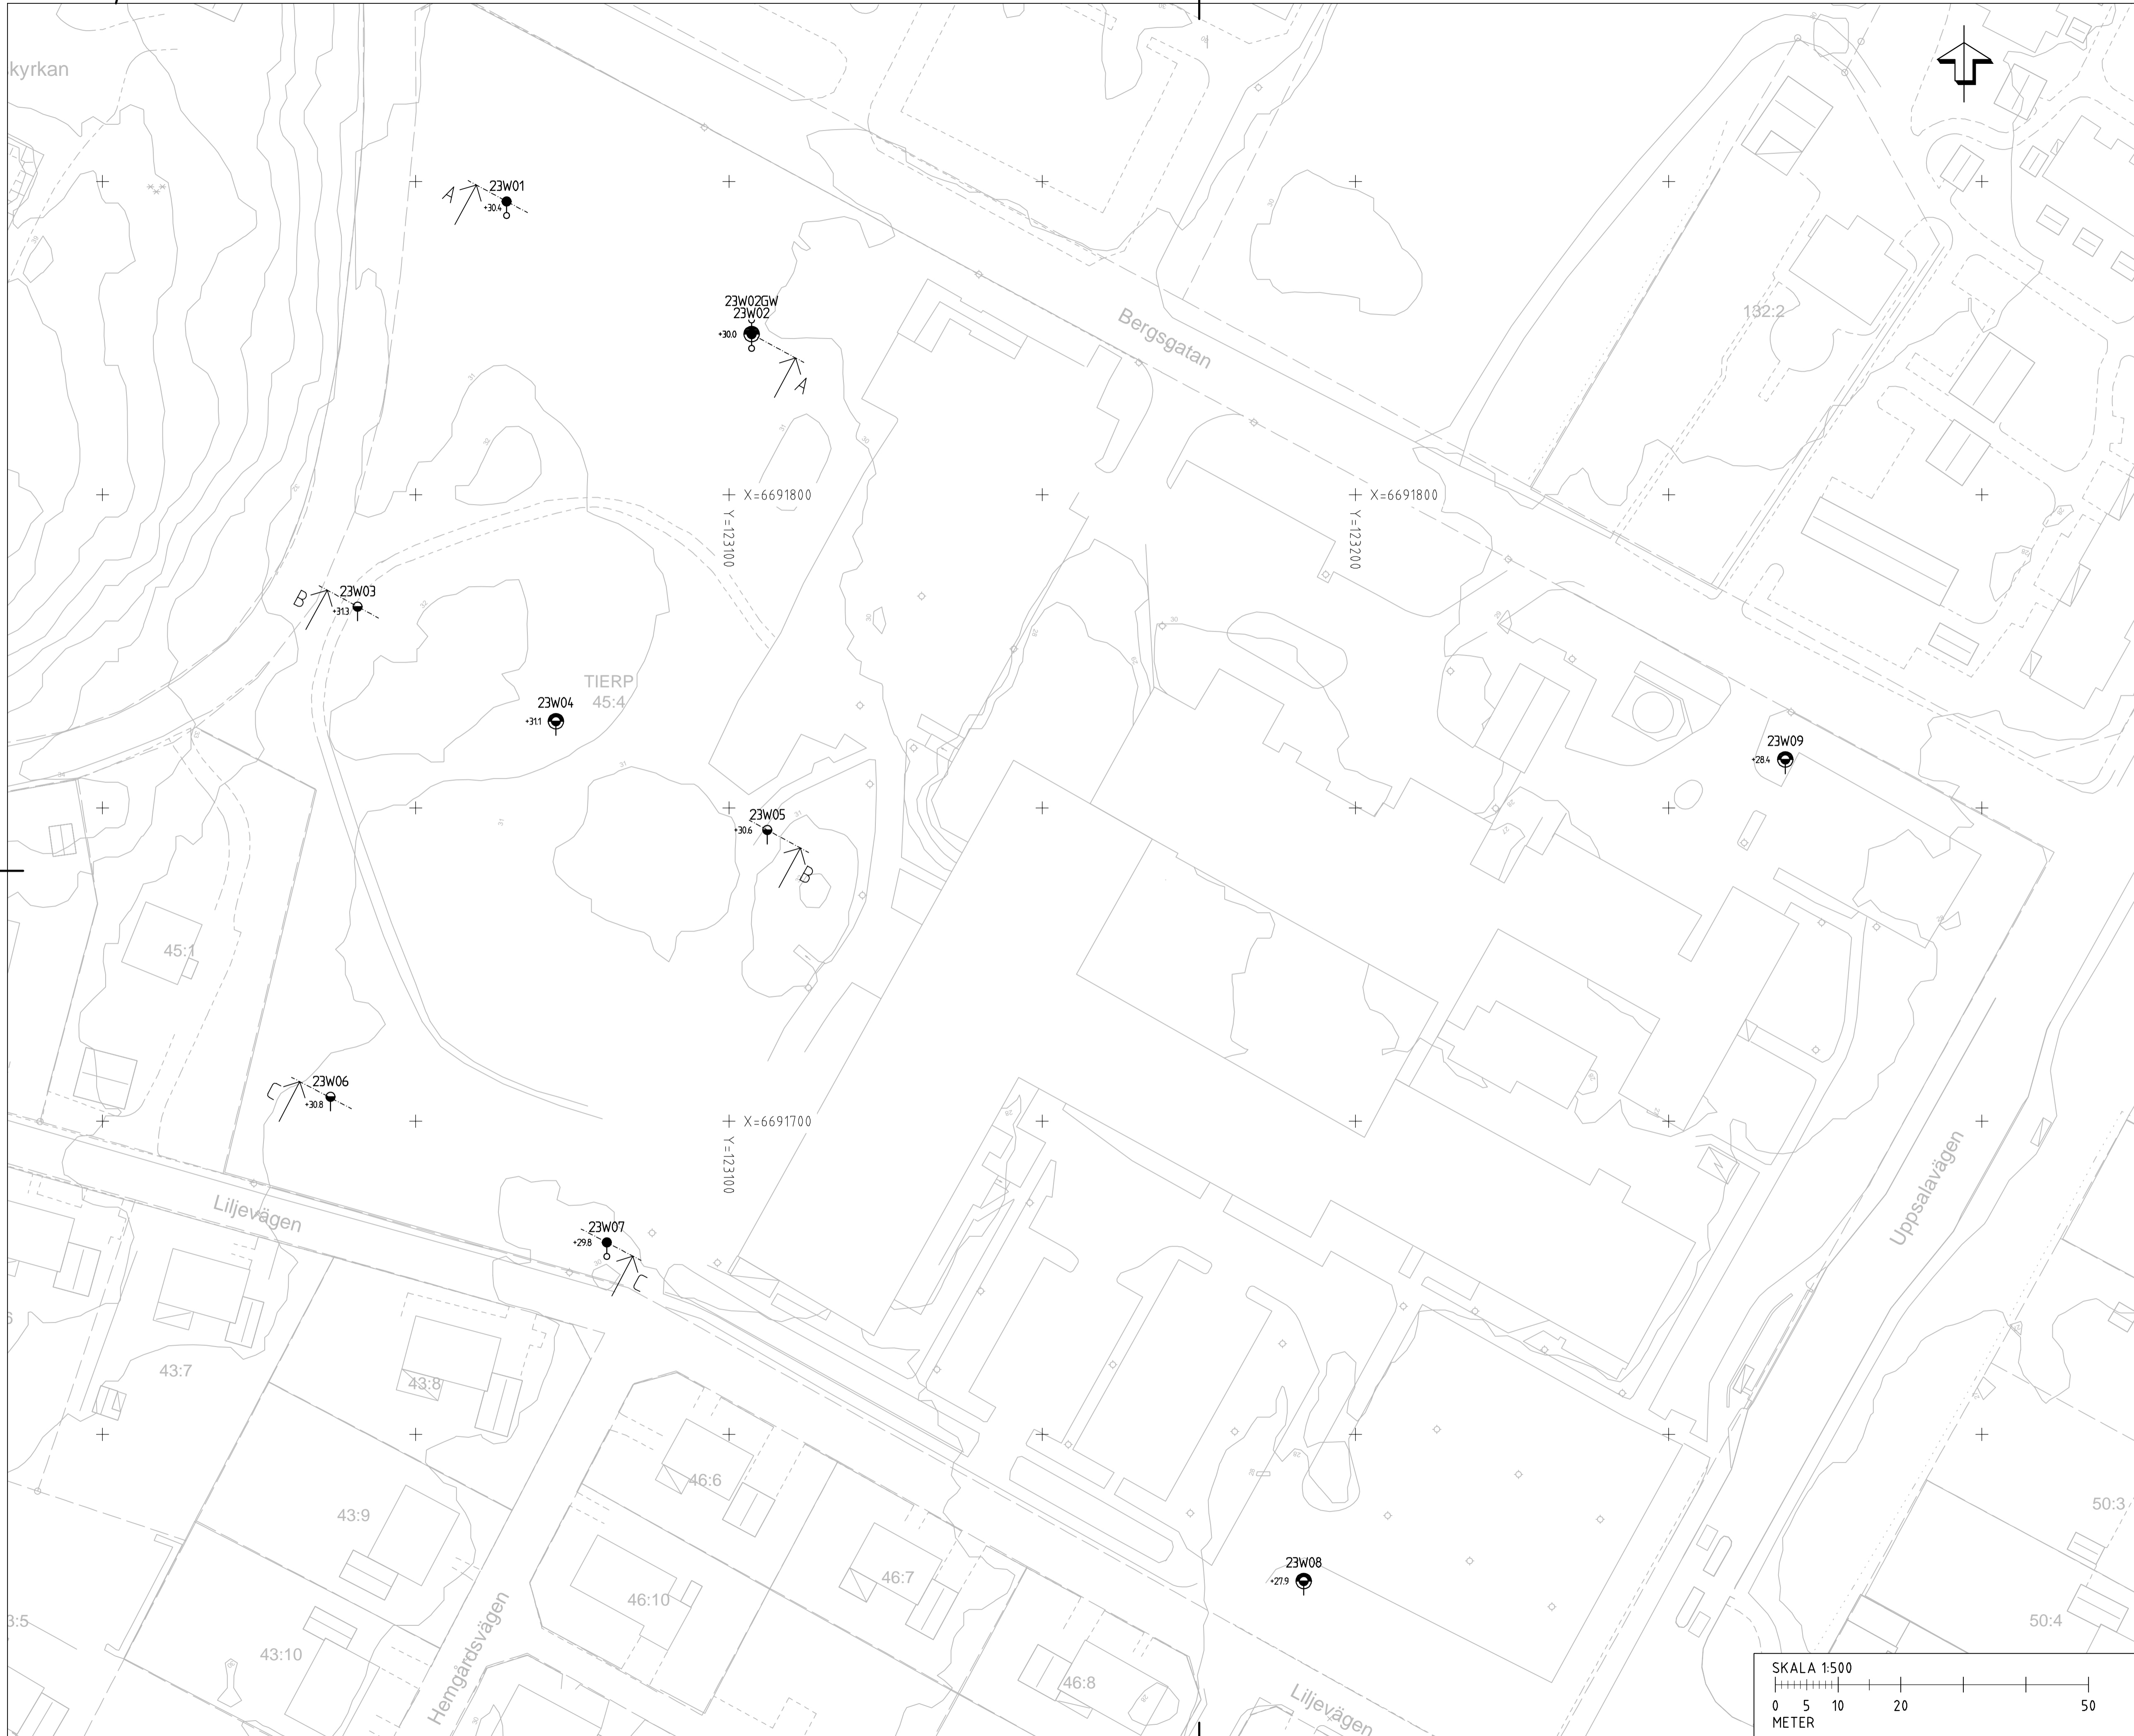 kyrkan
23W01
A
+30.4
23W02GW
23W02
+30.0
A
Bergsgatan
132:2
X=6691800
X=6691800
Y=123100
Y=123200
B
23W03
+31.3
TIERP
45:4
23W04
+31.1
23W09
+28.4
23W05
+30.6
B
45:1
C
23W06
+30.8
X=6691700
Y=123100
Liljevägen
Uppsalavägen
23W07
+29.8
C
43:7
43:8
46:6
43:9
50:3
23W08
+27.9
46:7
46:10
3:5
50:4
43:10
Hemgårdsvägen
46:8
Liljevägen
SKALA 1:500
0 5 10 20 50
METER